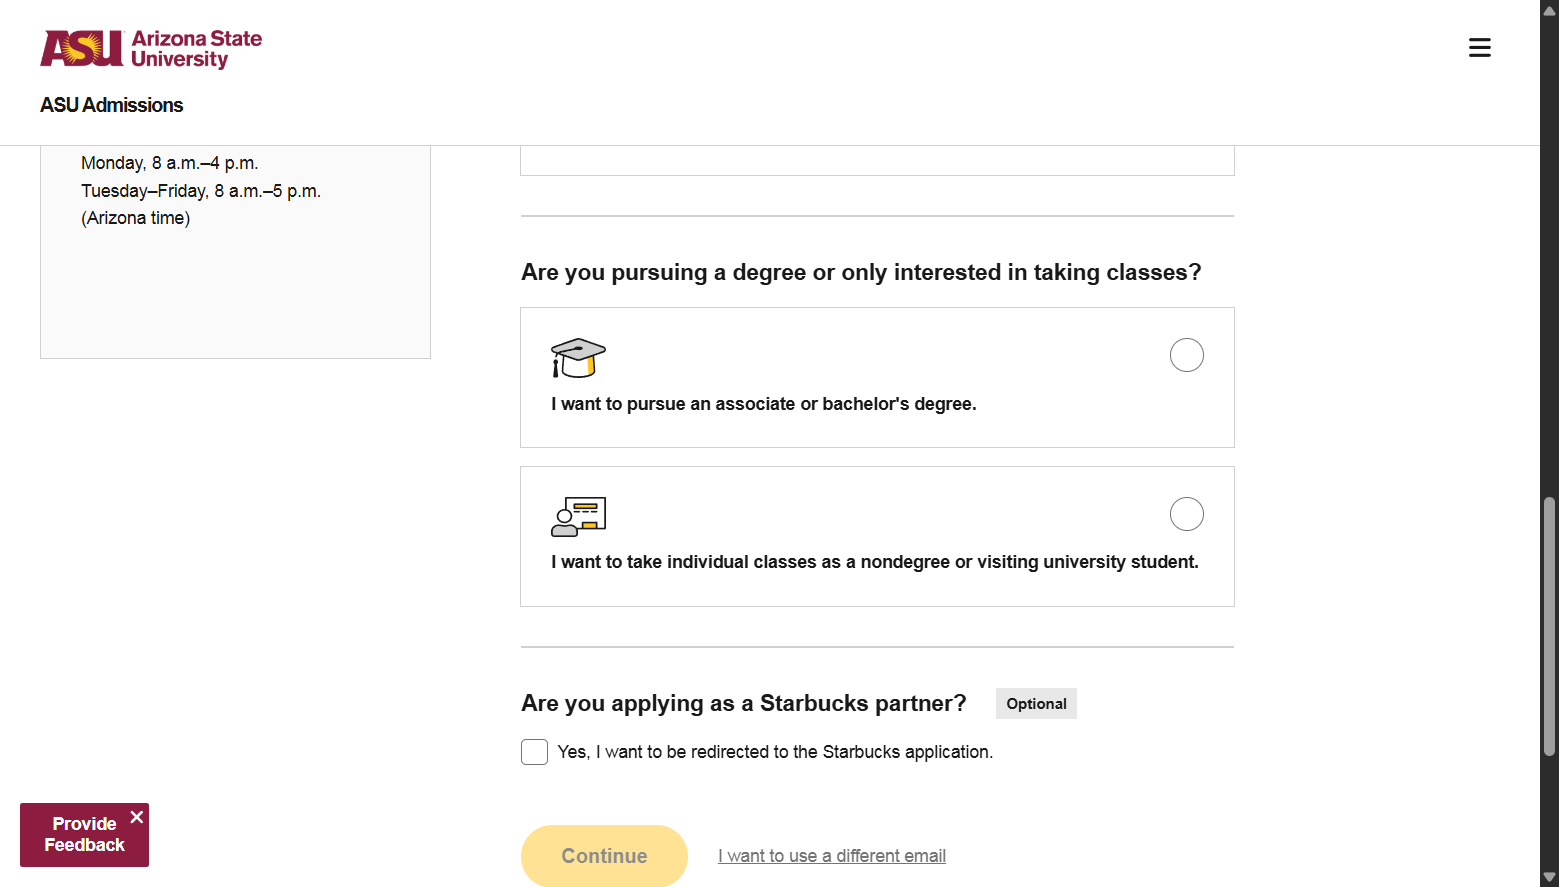 ASU Arizona State
University
ASU Admissions
Monday, 8 a.m.–4 p.m.
Tuesday–Friday, 8 a.m.–5 p.m.
(Arizona time)
Are you pursuing a degree or only interested in taking classes?
I want to pursue an associate or bachelor's degree.
I want to take individual classes as a nondegree or visiting university student.
Are you applying as a Starbucks partner? Optional
Yes, I want to be redirected to the Starbucks application.
Provide
Feedback
Continue I want to use a different email